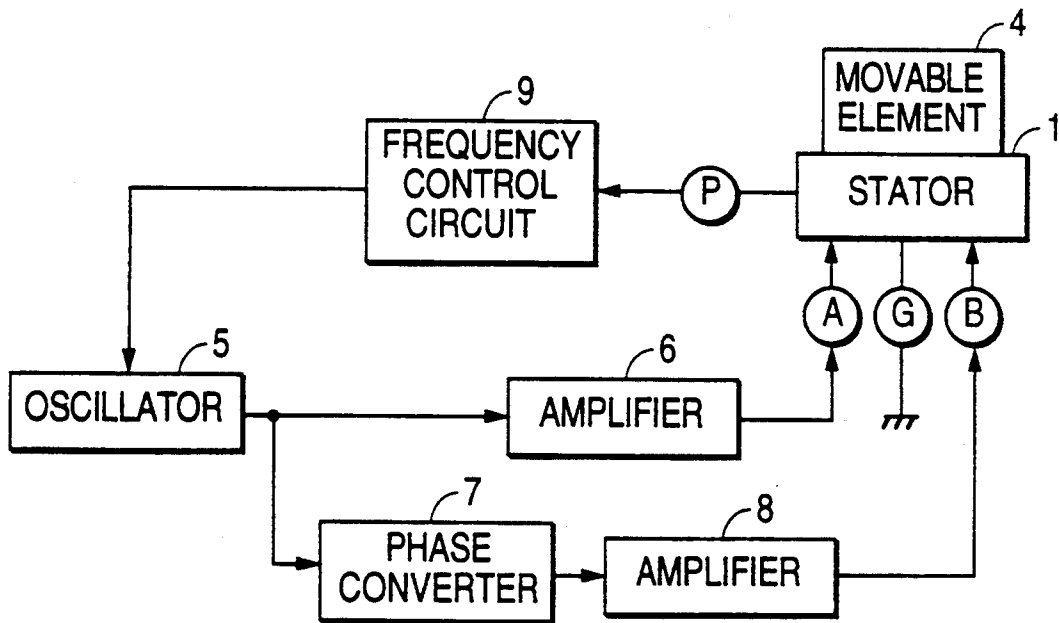 4
MOVABLE
ELEMENT
1
STATOR
9
FREQUENCY
CONTROL
CIRCUIT
P
A
G
B
5
OSCILLATOR
6
AMPLIFIER
7
PHASE
CONVERTER
8
AMPLIFIER